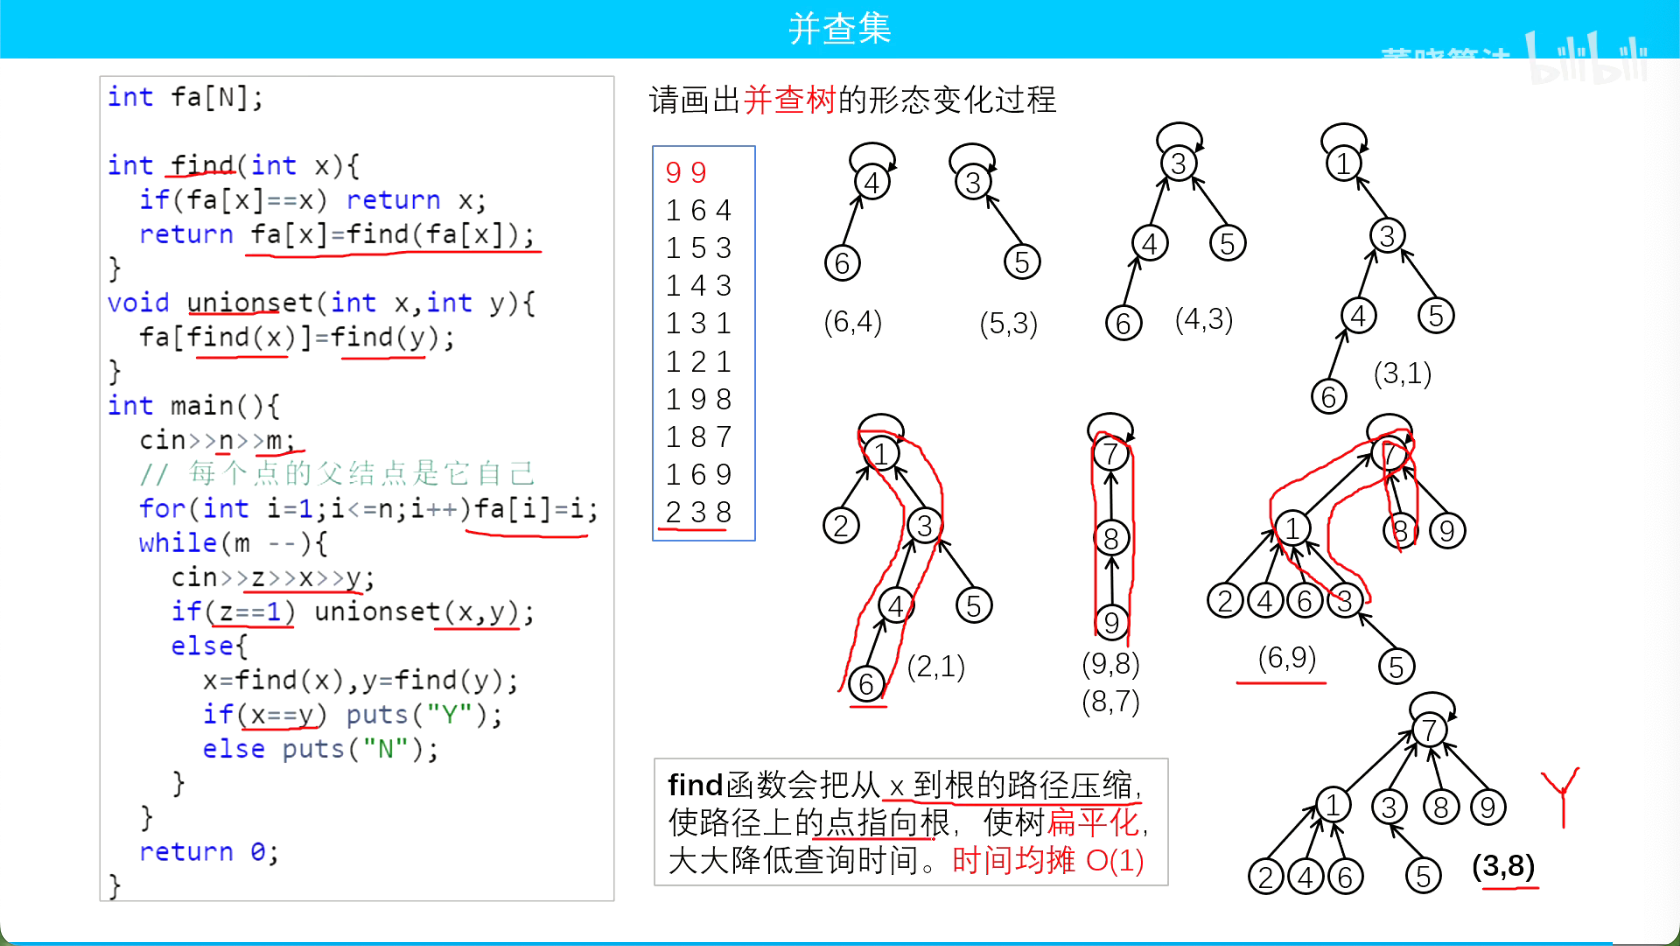 并查集
bilibili
int fa[N];
int find(int x){
if(fa[x]==x) return x;
return fa[x]=find(fa[x]);
}
void unionset(int x,int y){
fa[find(x)]=find(y);
}
int main(){
cin>>n>>m;
// 每个点的父结点是它自己
for(int i=1;i<=n;i++)fa[i]=i;
while(m --){
cin>>z>>x>>y;
if(z==1) unionset(x,y);
else{
x=find(x),y=find(y);
if(x==y) puts("Y");
else puts("N");
}
}
return 0;
}
请画出并查树的形态变化过程
9 9
1 6 4
1 5 3
1 4 3
1 3 1
1 2 1
1 9 8
1 8 7
1 6 9
2 3 8
4
6
(6,4)
3
5
(5,3)
3
4 5
6
(4,3)
1
3
4 5
6
(3,1)
1
2 3
4 5
6
(2,1)
7
8
9
(9,8)
(8,7)
7
1 8 9
2 4 6 3
5
(6,9)
7
1 3 8 9
2 4 6 5
(3,8)
Y
find函数会把从 x 到根的路径压缩,
使路径上的点指向根，使树扁平化,
大大降低查询时间。时间均摊 O(1)